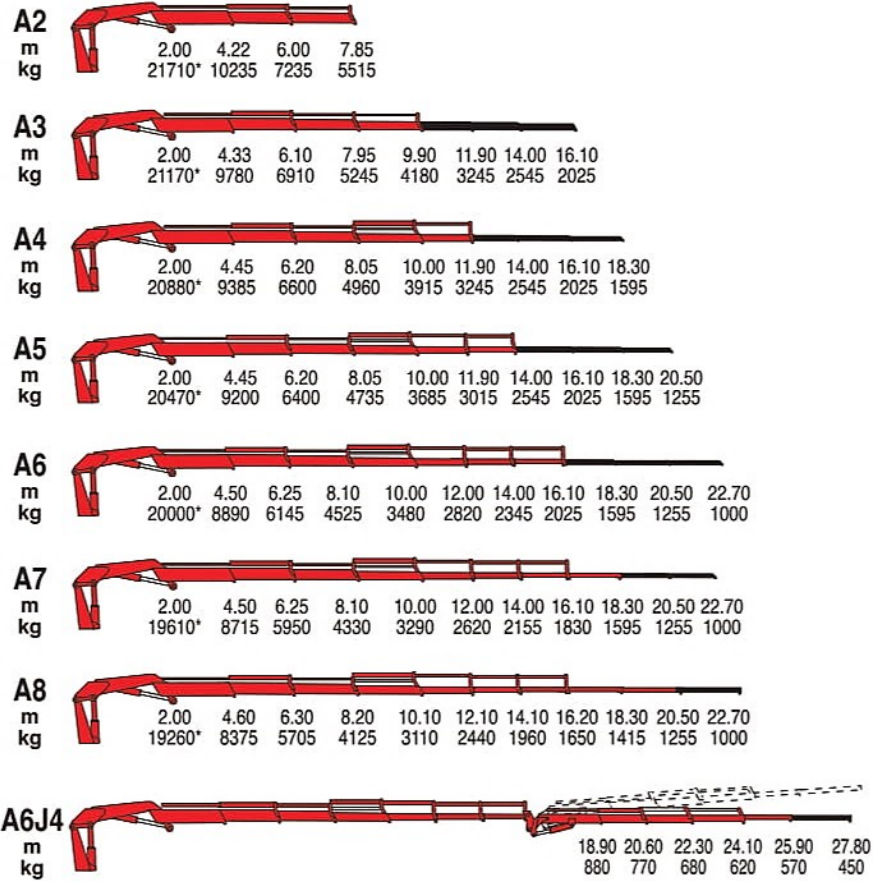 A2
m 2.00 4.22 6.00 7.85
kg 21710* 10235 7235 5515
A3
m 2.00 4.33 6.10 7.95 9.90 11.90 14.00 16.10
kg 21170* 9780 6910 5245 4180 3245 2545 2025
A4
m 2.00 4.45 6.20 8.05 10.00 11.90 14.00 16.10 18.30
kg 20880* 9385 6600 4960 3915 3245 2545 2025 1595
A5
m 2.00 4.45 6.20 8.05 10.00 11.90 14.00 16.10 18.30 20.50
kg 20470* 9200 6400 4735 3685 3015 2545 2025 1595 1255
A6
m 2.00 4.50 6.25 8.10 10.00 12.00 14.00 16.10 18.30 20.50 22.70
kg 20000* 8890 6145 4525 3480 2820 2345 2025 1595 1255 1000
A7
m 2.00 4.50 6.25 8.10 10.00 12.00 14.00 16.10 18.30 20.50 22.70
kg 19610* 8715 5950 4330 3290 2620 2155 1830 1595 1255 1000
A8
m 2.00 4.60 6.30 8.20 10.10 12.10 14.10 16.20 18.30 20.50 22.70
kg 19260* 8375 5705 4125 3110 2440 1960 1650 1415 1255 1000
A6J4
m 18.90 20.60 22.30 24.10 25.90 27.80
kg 880 770 680 620 570 450